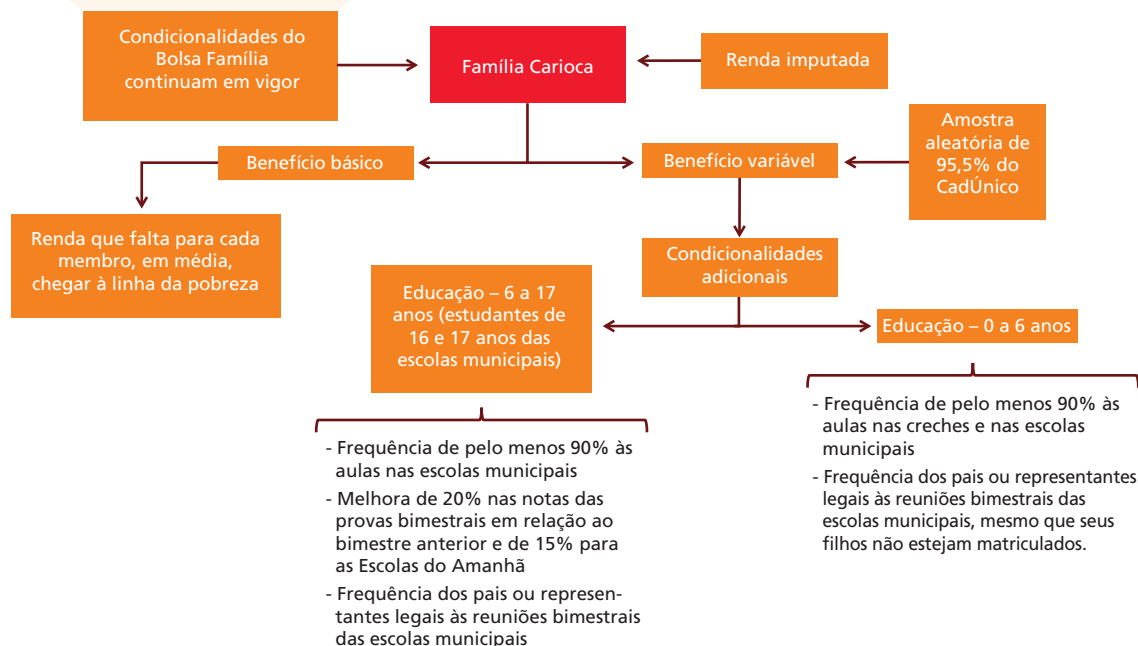 Condicionalidades do
Bolsa Família
continuam em vigor
Família Carioca
Renda imputada
Benefício básico
Benefício variável
Amostra
aleatória de
95,5% do
CadÚnico
Renda que falta para cada
membro, em média,
chegar à linha da pobreza
Condicionalidades
adicionais
Educação – 6 a 17
anos (estudantes de
16 e 17 anos das
escolas municipais)
Educação – 0 a 6 anos
- Frequência de pelo menos 90% às
aulas nas escolas municipais
- Melhora de 20% nas notas das
provas bimestrais em relação ao
bimestre anterior e de 15% para
as Escolas do Amanhã
- Frequência dos pais ou represen-
tantes legais às reuniões bimestrais
das escolas municipais
- Frequência de pelo menos 90% às
aulas nas creches e nas escolas
municipais
- Frequência dos pais ou representantes
legais às reuniões bimestrais das
escolas municipais, mesmo que seus
filhos não estejam matriculados.